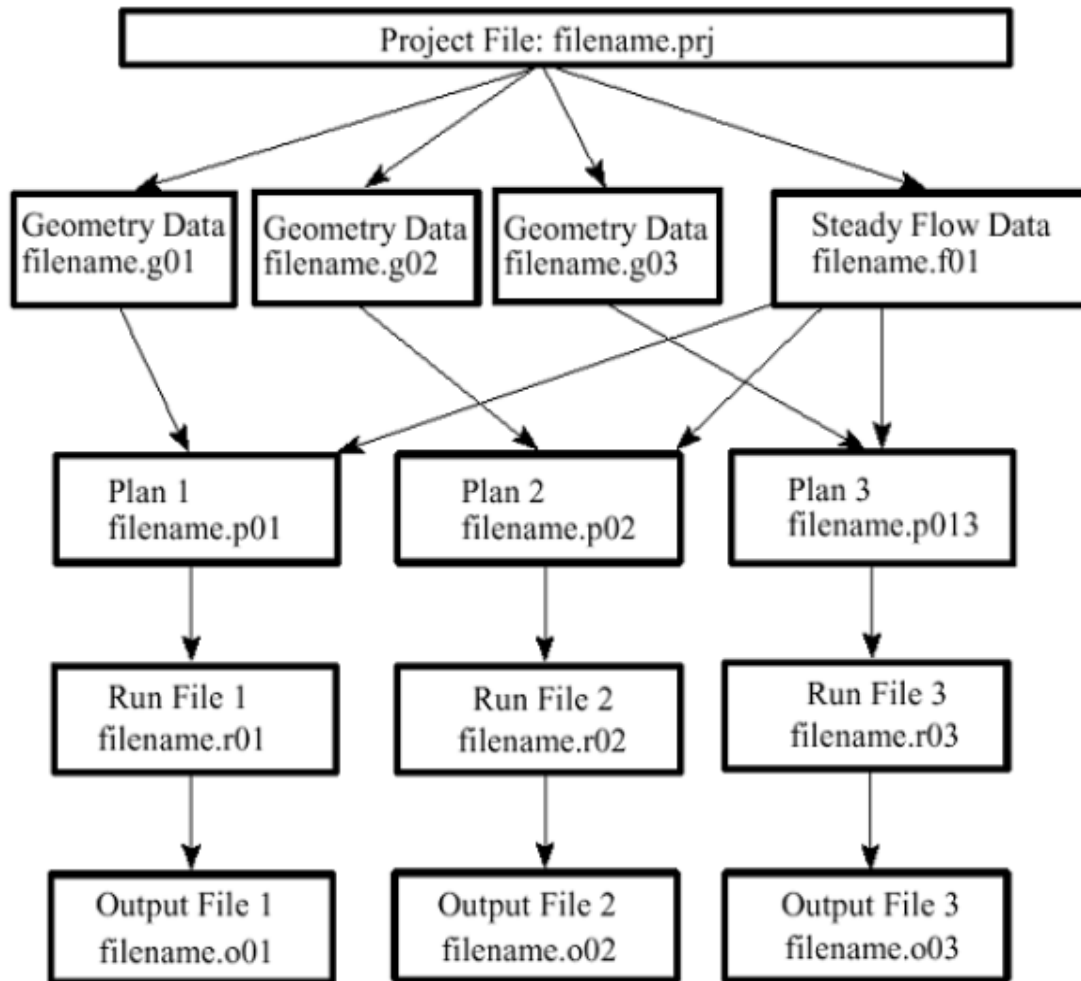 Project File: filename.prj
Geometry Data
filename.g01
Geometry Data
filename.g02
Geometry Data
filename.g03
Steady Flow Data
filename.f01
Plan 1
filename.p01
Plan 2
filename.p02
Plan 3
filename.p013
Run File 1
filename.r01
Run File 2
filename.r02
Run File 3
filename.r03
Output File 1
filename.o01
Output File 2
filename.o02
Output File 3
filename.o03